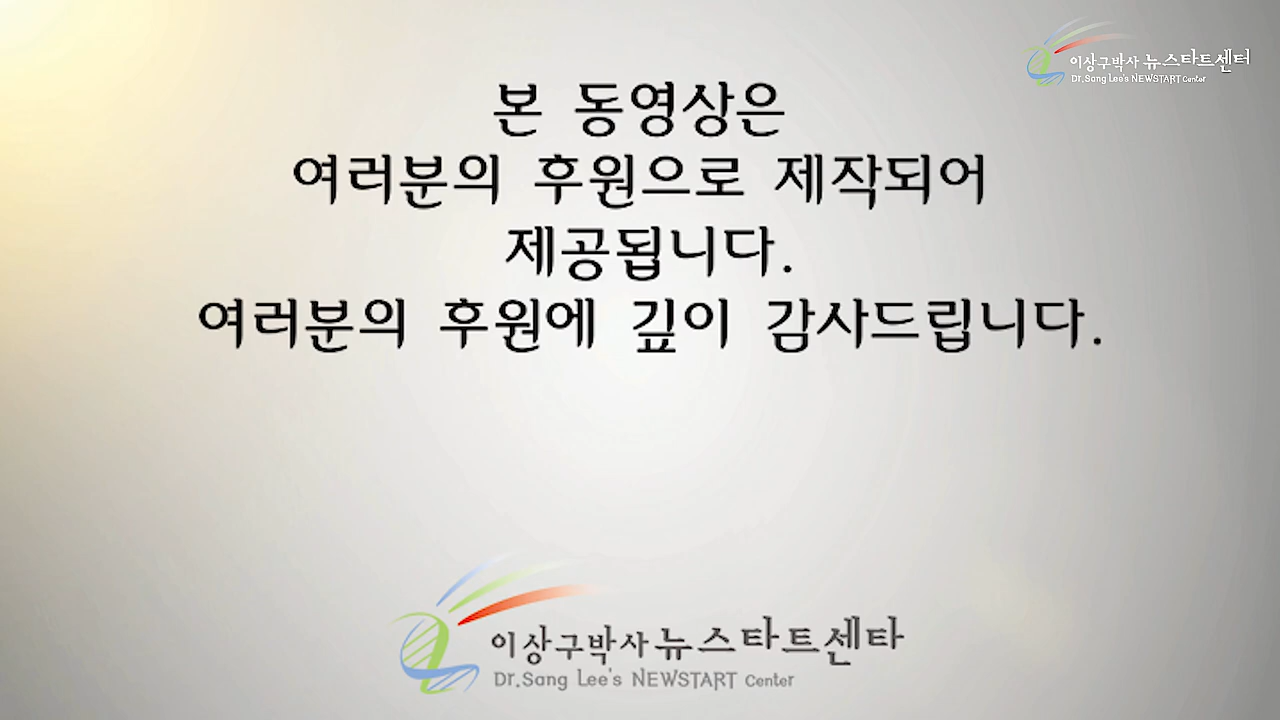 이상구박사 뉴스타트센터
Dr.Sang Lee's NEWSTART Center
본 동영상은
여러분의 후원으로 제작되어
제공됩니다.
여러분의 후원에 깊이 감사드립니다.
이상구박사 뉴스타트센타
Dr.Sang Lee's NEWSTART Center